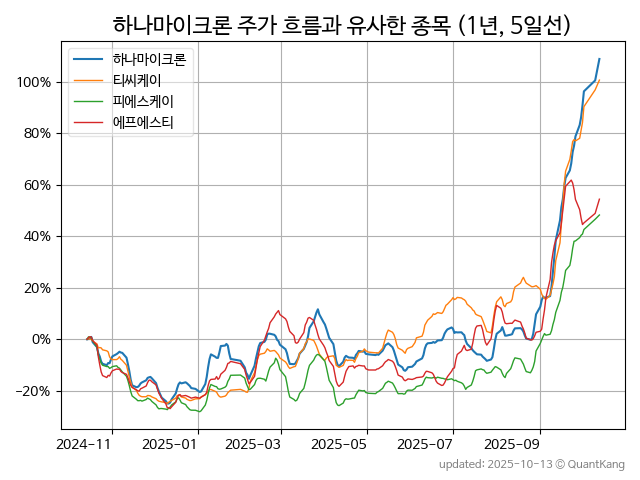 하나마이크론 주가 흐름과 유사한 종목 (1년, 5일선)
하나마이크론
티씨케이
피에스케이
에프에스티
100%
80%
60%
40%
20%
0%
−20%
2024-11 2025-01 2025-03 2025-05 2025-07 2025-09
updated: 2025-10-13 © QuantKang